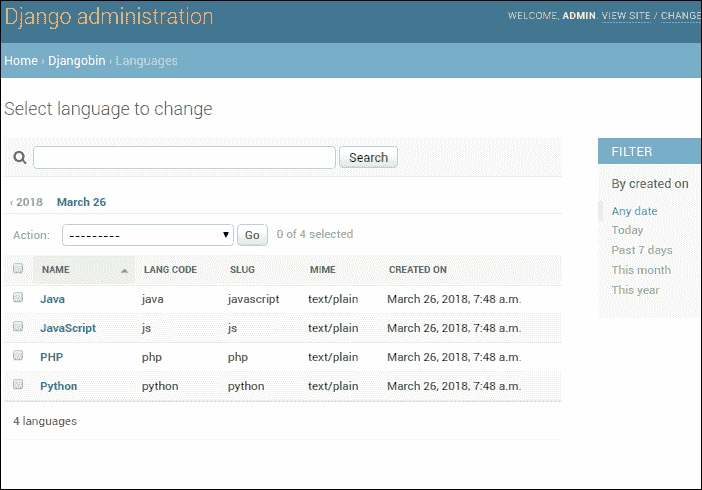 Django administration
WELCOME, ADMIN. VIEW SITE / CHANGE
Home › Djangobin › Languages
Select language to change
Search
FILTER
By created on
Any date
Today
Past 7 days
This month
This year
‹ 2018 March 26
Action: --------- Go 0 of 4 selected
NAME LANG CODE SLUG MIME CREATED ON
Java java javascript text/plain March 26, 2018, 7:48 a.m.
JavaScript js js text/plain March 26, 2018, 7:48 a.m.
PHP php php text/plain March 26, 2018, 7:48 a.m.
Python python python text/plain March 26, 2018, 7:48 a.m.
4 languages